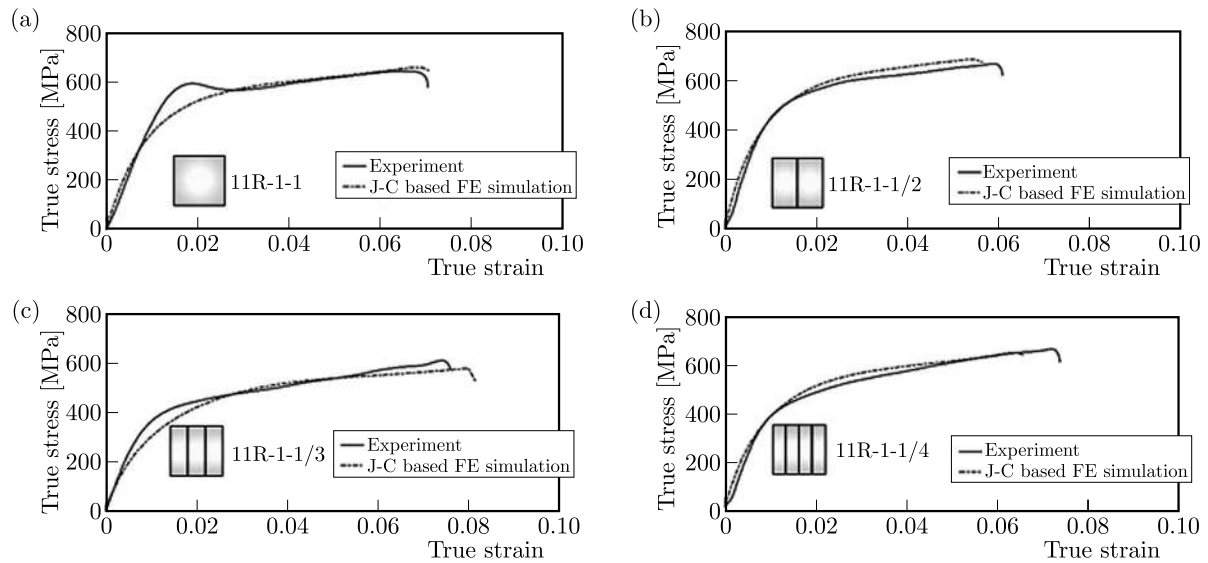 (a)
800
600
400
200
0
True stress [MPa]
11R-1-1
Experiment
J-C based FE simulation
0 0.02 0.04 0.06 0.08 0.10
True strain
(b)
800
600
400
200
0
True stress [MPa]
11R-1-1/2
Experiment
J-C based FE simulation
0 0.02 0.04 0.06 0.08 0.10
True strain
(c)
800
600
400
200
0
True stress [MPa]
11R-1-1/3
Experiment
J-C based FE simulation
0 0.02 0.04 0.06 0.08 0.10
True strain
(d)
800
600
400
200
0
True stress [MPa]
11R-1-1/4
Experiment
J-C based FE simulation
0 0.02 0.04 0.06 0.08 0.10
True strain